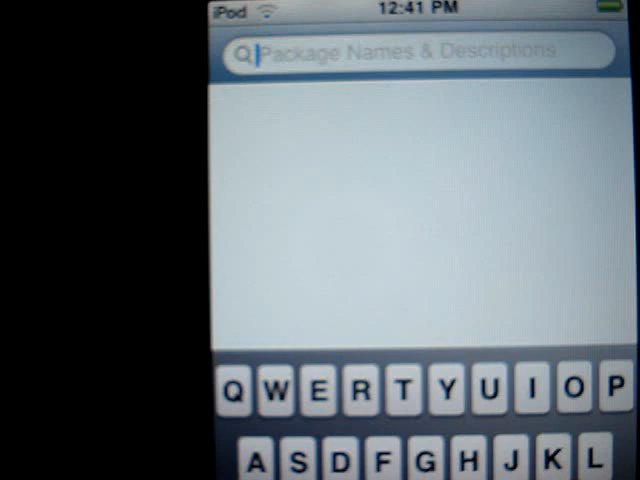 iPod 12:41 PM
Package Names & Descriptions
Q W E R T Y U I O P
A S D F G H J K L